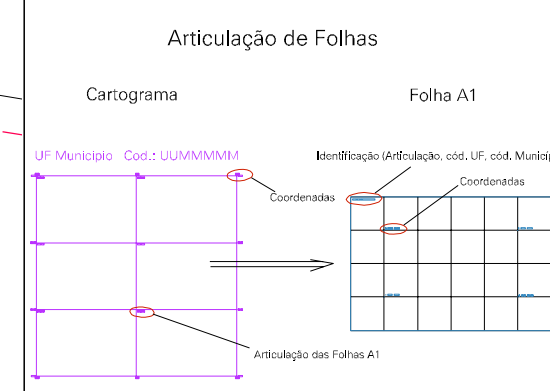 Articulação de Folhas
Cartograma
Folha A1
UF Municipio Cod.: UUMMMMM
Identificação (Articulação, cód. UF, cód. Municíp
Coordenadas
Coordenadas
Articulação das Folhas A1